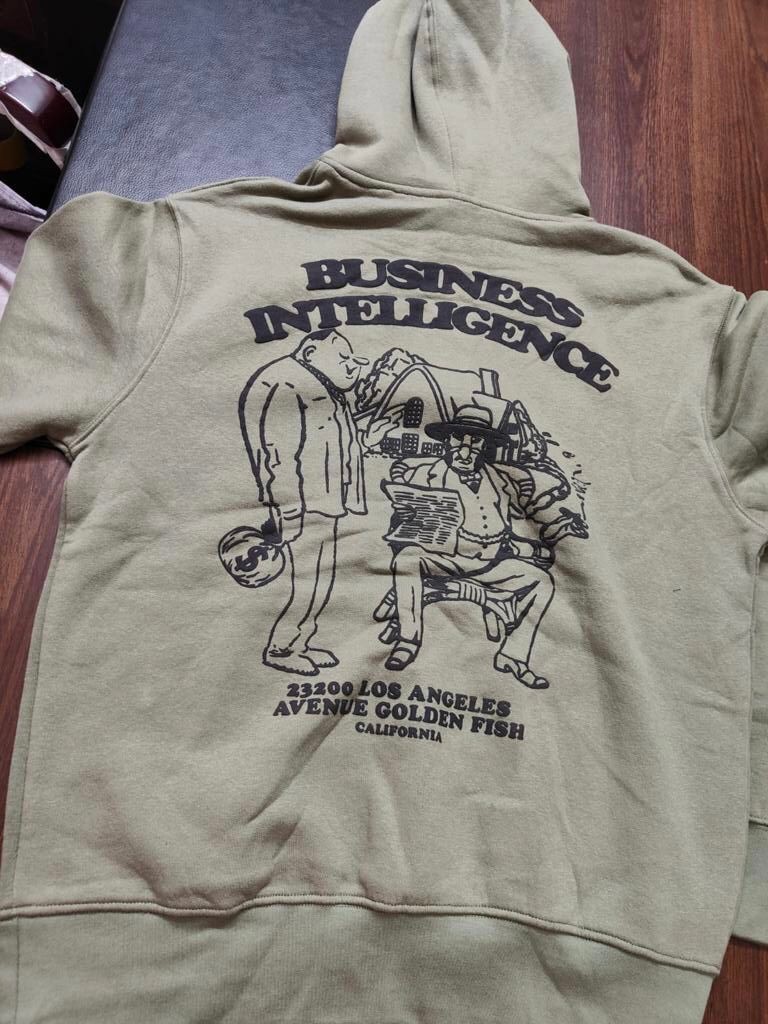 BUSINESS
INTELLIGENCE
$
23200 LOS ANGELES
AVENUE GOLDEN FISH
CALIFORNIA